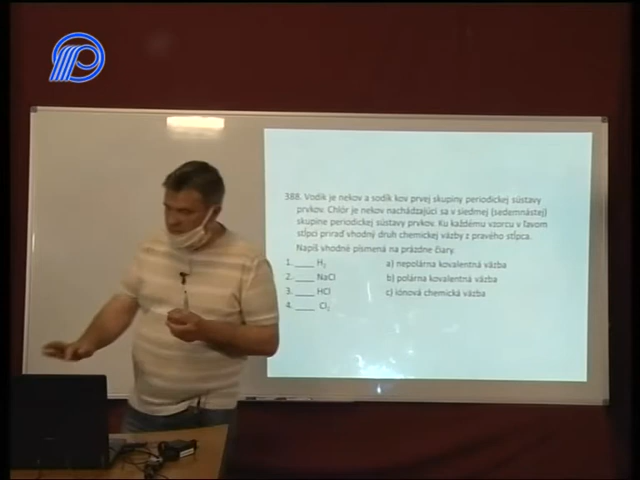 388. Vodík je nekov a sodík kov prvej skupiny periodickej sústavy
prvkov. Chlór je nekov nachádzajúci sa v siedmej (sedemnástej)
skupine periodickej sústavy prvkov. Ku každému vzorcu v ľavom
stĺpci priraď vhodný druh chemickej väzby z pravého stĺpca.
Napíš vhodné písmená na prázdne čiary.
1. ____ H₂ a) nepolárna kovalentná väzba
2. ____ NaCl b) polárna kovalentná väzba
3. ____ HCl c) iónová chemická väzba
4. ____ Cl₂